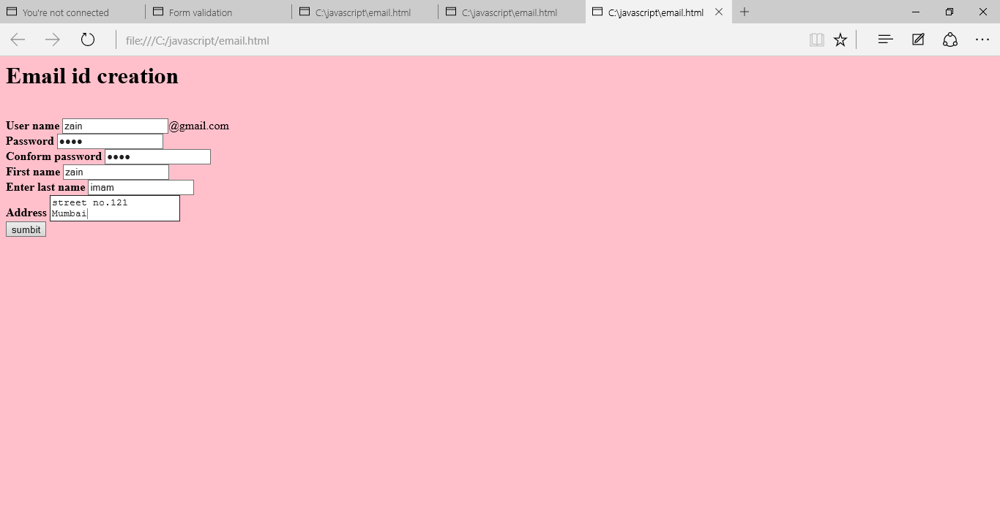 You're not connected Form validation C:\javascript\email.html C:\javascript\email.html C:\javascript\email.html
file:///C:/javascript/email.html
Email id creation
User name zain @gmail.com
Password ••••
Conform password ••••
First name zain
Enter last name imam
street no.121
Address Mumbai
sumbit